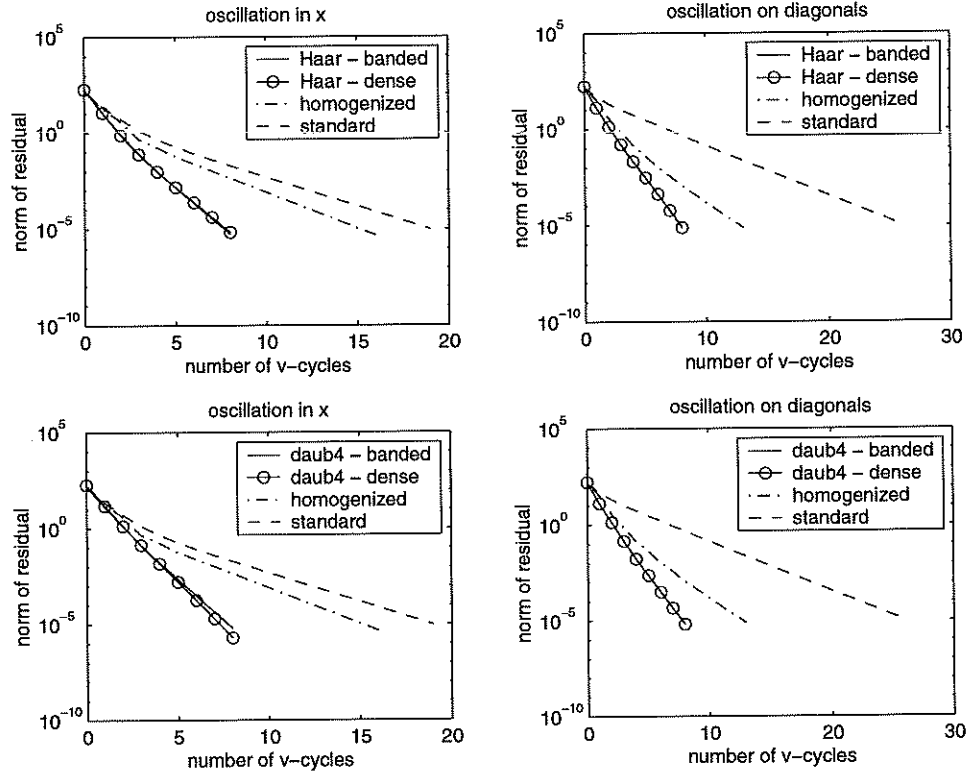 oscillation in x
10^5
10^0
10^-5
10^-10
norm of residual
Haar – banded
Haar – dense
homogenized
standard
0 5 10 15 20
number of v–cycles
oscillation on diagonals
10^5
10^0
10^-5
10^-10
norm of residual
Haar – banded
Haar – dense
homogenized
standard
0 10 20 30
number of v–cycles
oscillation in x
10^5
10^0
10^-5
10^-10
norm of residual
daub4 – banded
daub4 – dense
homogenized
standard
0 5 10 15 20
number of v–cycles
oscillation on diagonals
10^5
10^0
10^-5
10^-10
norm of residual
daub4 – banded
daub4 – dense
homogenized
standard
0 10 20 30
number of v–cycles